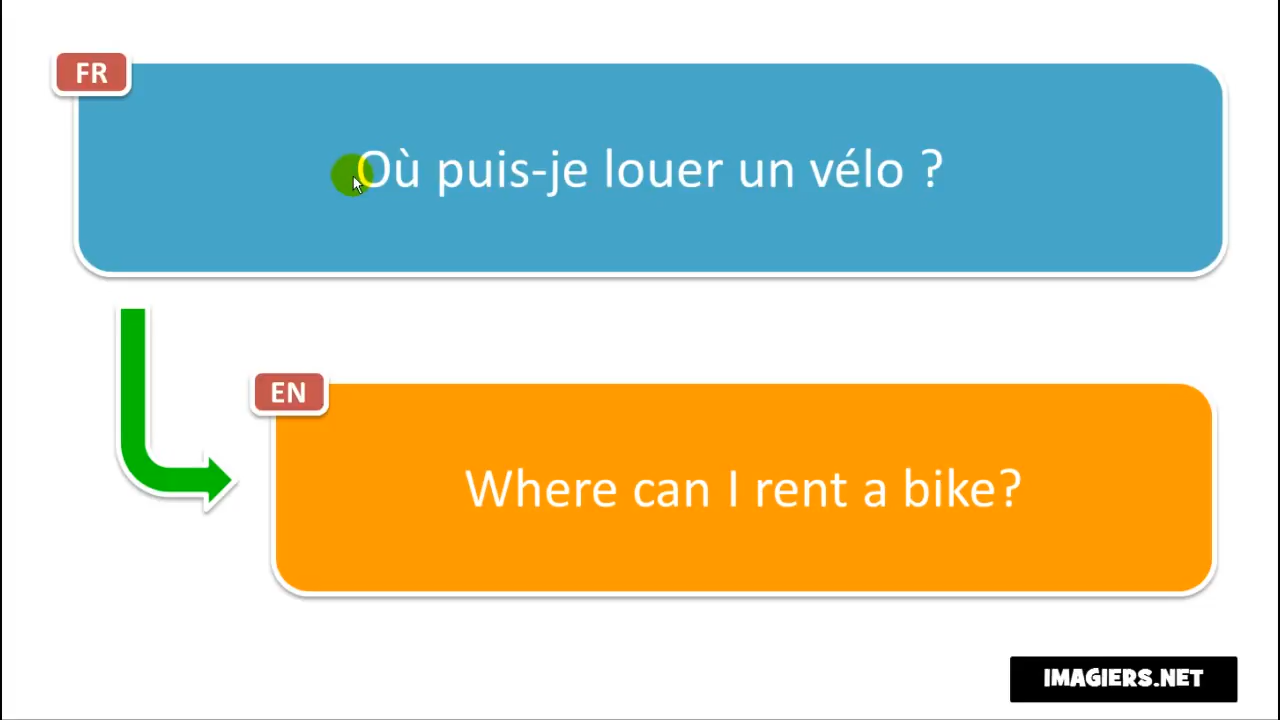 FR
Où puis-je louer un vélo ?
EN
Where can I rent a bike?
IMAGIERS.NET